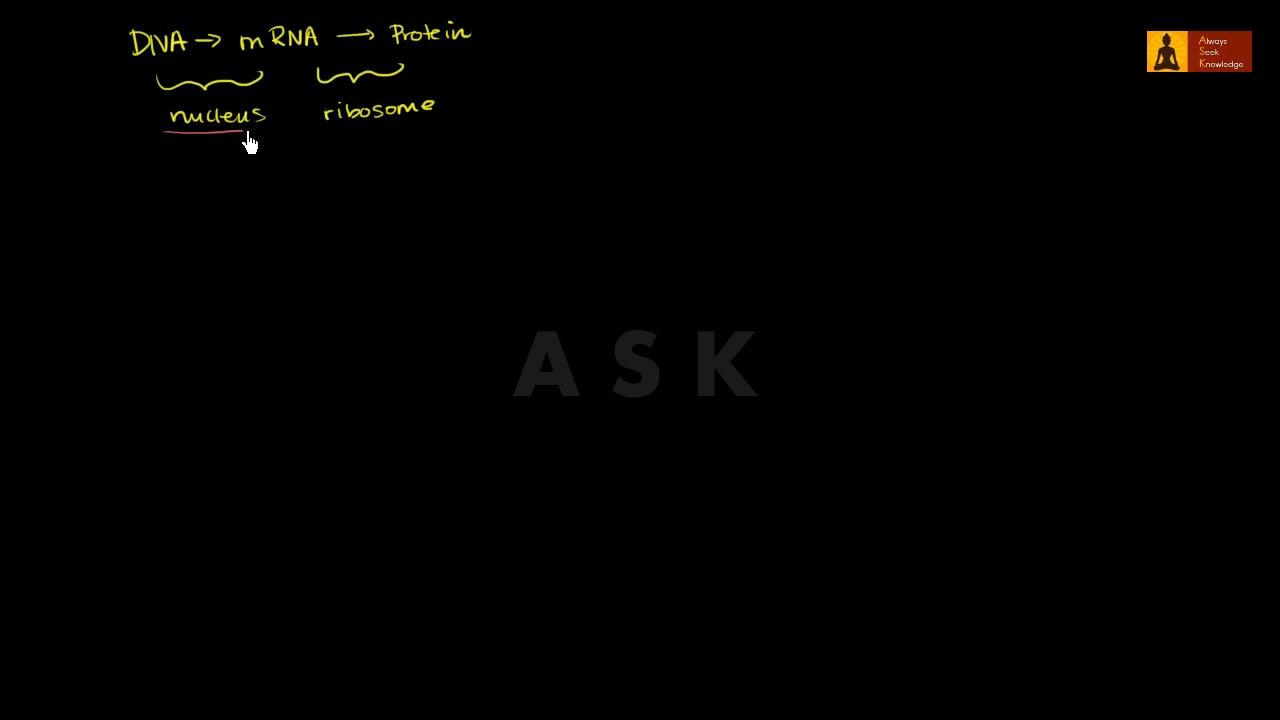 DNA → mRNA → Protein
nucleus ribosome
Always
Seek
Knowledge
ASK